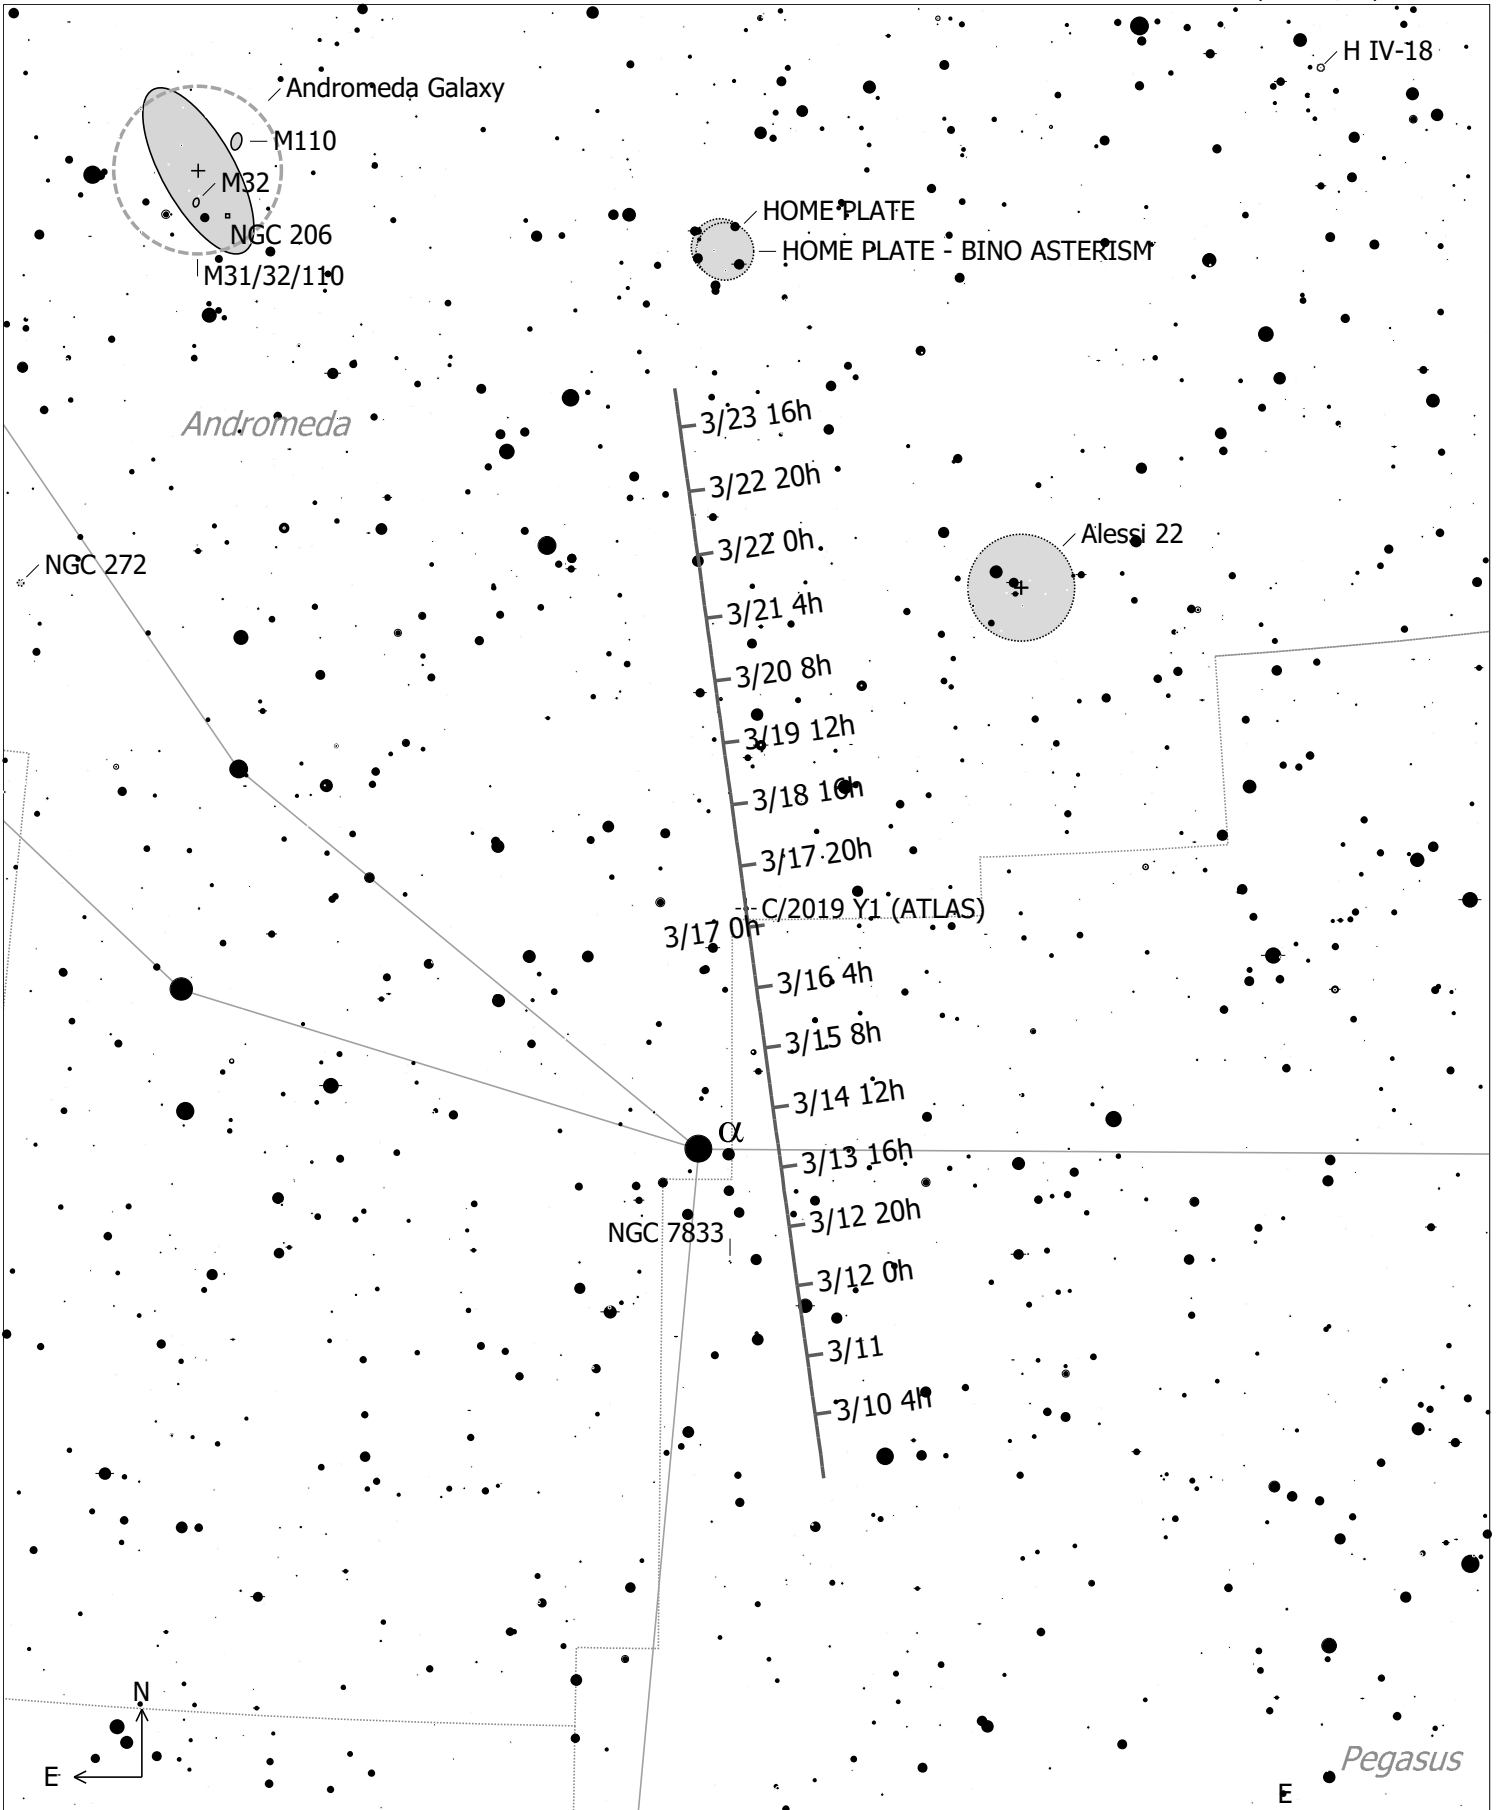 H IV-18
Andromeda Galaxy
M110
M32
HOME PLATE
NGC 206
HOME PLATE - BINO ASTERISM
M31/32/110
3/23 16h
Andromeda
3/22 20h
3/22 0h
Alessi 22
NGC 272
3/21 4h
3/20 8h
3/19 12h
3/18 16h
3/17 20h
C/2019 Y1 (ATLAS)
3/17 0h
3/16 4h
3/15 8h
3/14 12h
α
3/13 16h
3/12 20h
NGC 7833
3/12 0h
3/11
3/10 4h
N
Pegasus
E
E